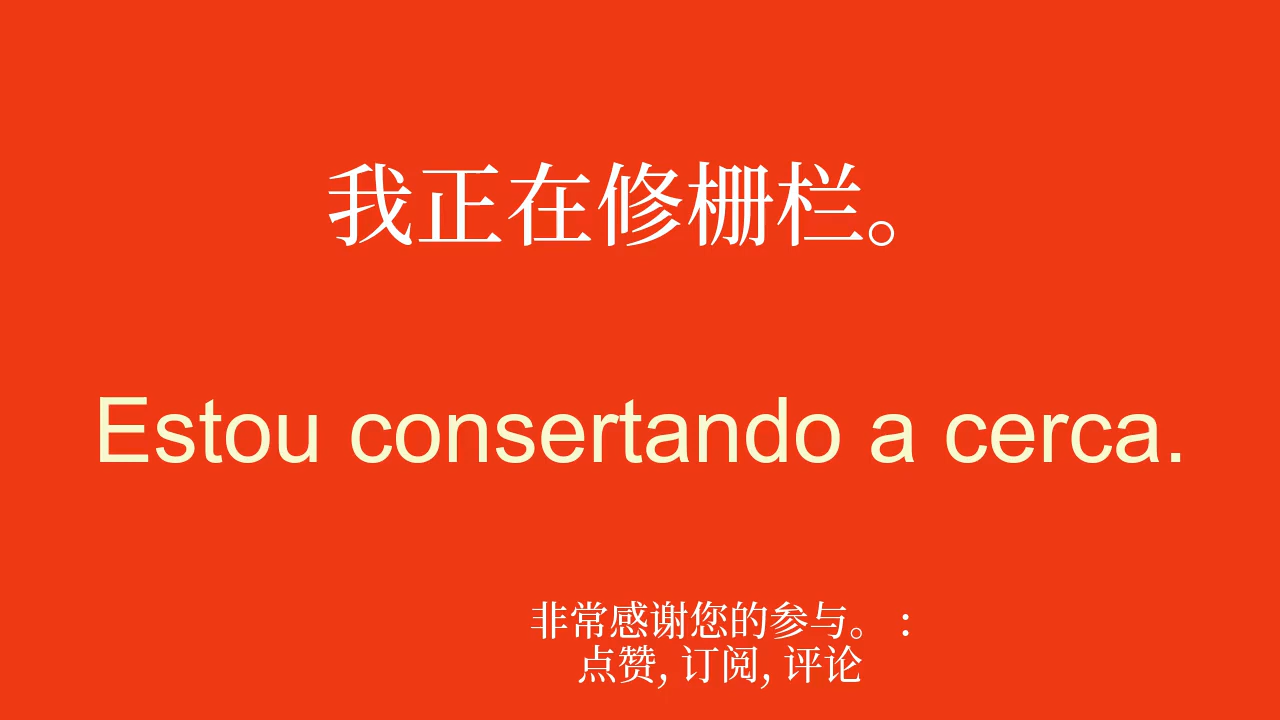 我正在修栅栏。
Estou consertando a cerca.
非常感谢您的参与。 :
点赞, 订阅, 评论